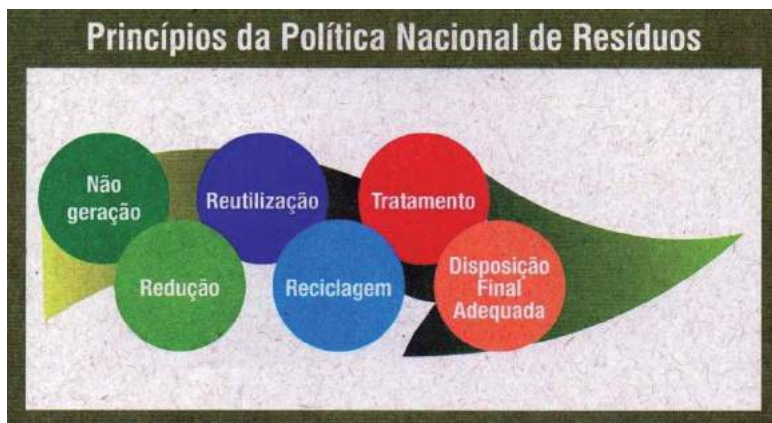 Princípios da Política Nacional de Resíduos
Não
geração
Redução
Reutilização
Reciclagem
Tratamento
Disposição
Final
Adequada